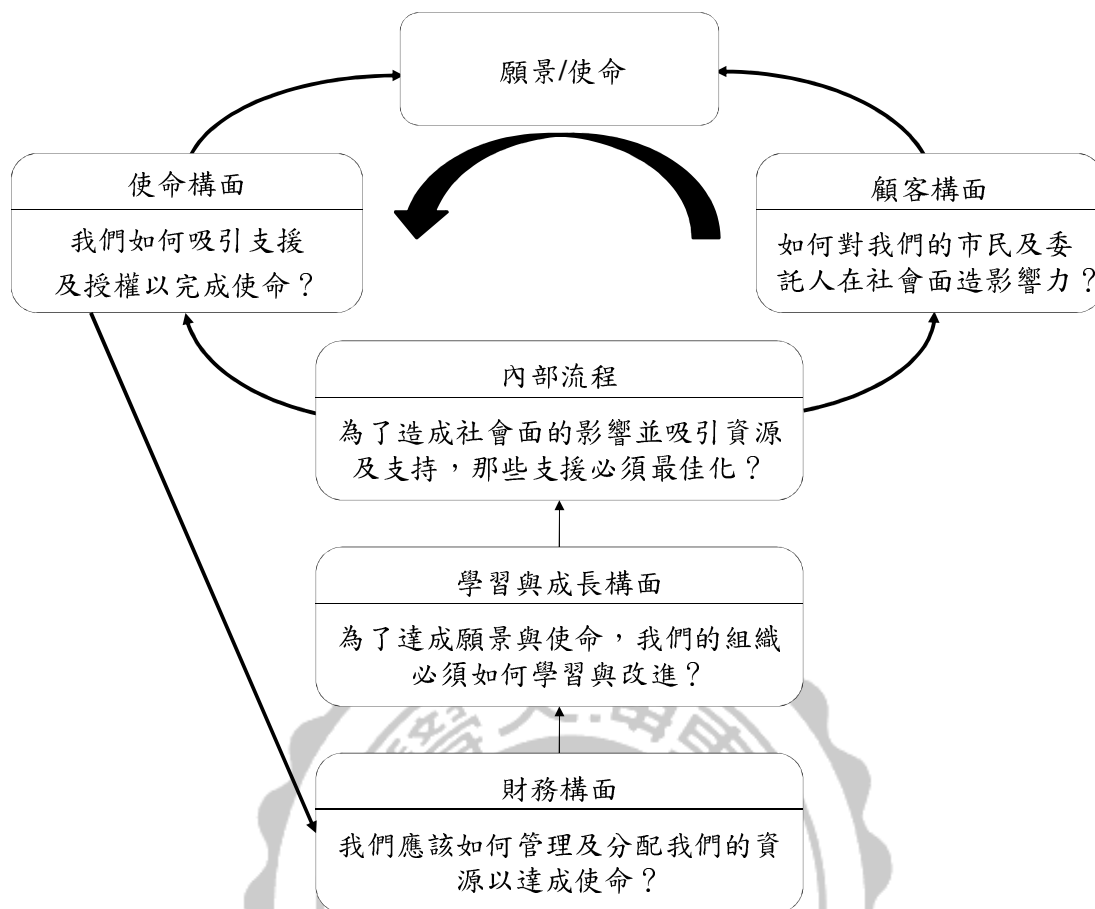 願景/使命
使命構面
我們如何吸引支援
及授權以完成使命？
顧客構面
如何對我們的市民及委
託人在社會面造影響力？
內部流程
為了造成社會面的影響並吸引資源
及支持，那些支援必須最佳化？
學習與成長構面
為了達成願景與使命，我們的組織
必須如何學習與改進？
財務構面
我們應該如何管理及分配我們的資
源以達成使命？